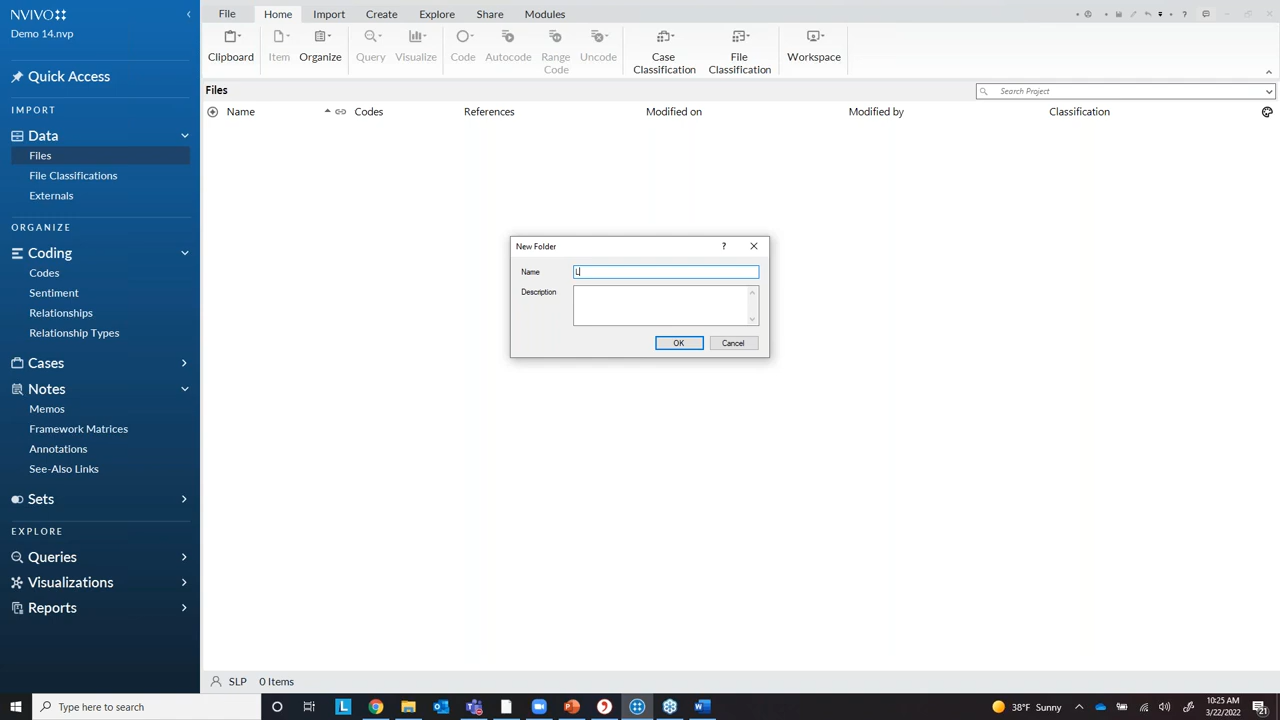 NVIVO
File Home Import Create Explore Share Modules
Demo 14.nvp
Clipboard Item Organize Query Visualize Code Autocode Range Code Uncode Case Classification File Classification Workspace
Quick Access
Files
Search Project
IMPORT
Name Codes References Modified on Modified by Classification
Data
Files
File Classifications
Externals
ORGANIZE
Coding
Codes
Sentiment
Relationships
Relationship Types
Cases
Notes
Memos
Framework Matrices
Annotations
See-Also Links
Sets
EXPLORE
Queries
Visualizations
Reports
New Folder
Name L
Description
OK Cancel
SLP 0 Items
Type here to search
38°F Sunny
10:25 AM
3/22/2022
21